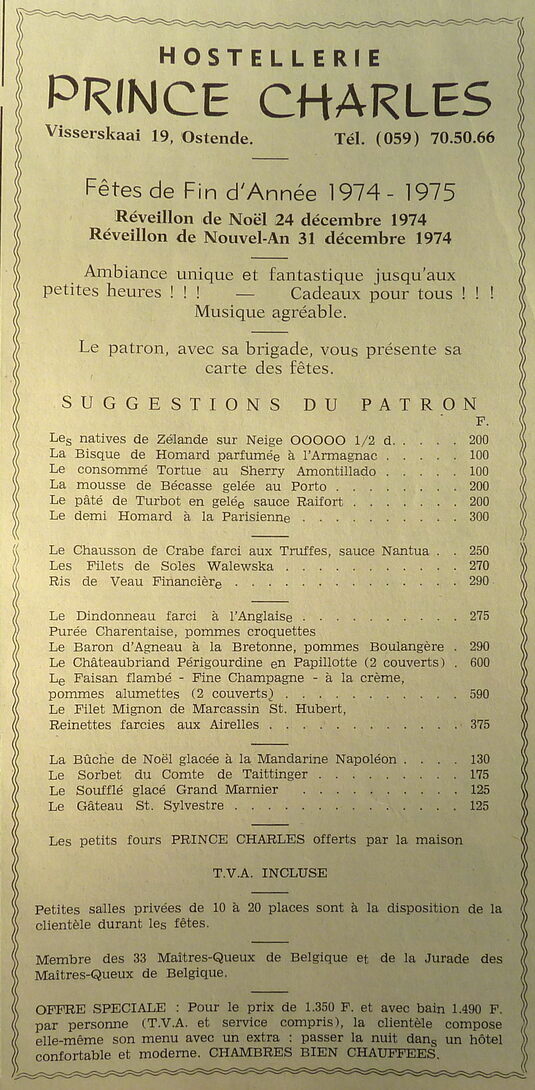 HOSTELLERIE
PRINCE CHARLES
Visserskaai 19, Ostende. Tél. (059) 70.50.66
Fêtes de Fin d'Année 1974 - 1975
Réveillon de Noël 24 décembre 1974
Réveillon de Nouvel-An 31 décembre 1974
Ambiance unique et fantastique jusqu'aux
petites heures ! ! ! — Cadeaux pour tous ! ! !
Musique agréable.
Le patron, avec sa brigade, vous présente sa
carte des fêtes.
SUGGESTIONS DU PATRON
F.
Les natives de Zélande sur Neige OOOOO 1/2 d. . . . . 200
La Bisque de Homard parfumée à l'Armagnac . . . . 100
Le consommé Tortue au Sherry Amontillado . . . . . 100
La mousse de Bécasse gelée au Porto . . . . . . . . 200
Le pâté de Turbot en gelée sauce Raifort . . . . . . . 200
Le demi Homard à la Parisienne . . . . . . . . . . 300
Le Chausson de Crabe farci aux Truffes, sauce Nantua . . 250
Les Filets de Soles Walewska . . . . . . . . . . . 270
Ris de Veau Financière . . . . . . . . . . . . . . 290
Le Dindonneau farci à l'Anglaise . . . . . . . . . . 275
Purée Charentaise, pommes croquettes
Le Baron d'Agneau à la Bretonne, pommes Boulangère . 290
Le Châteaubriand Périgourdine en Papillotte (2 couverts) . 600
Le Faisan flambé - Fine Champagne - à la crème,
pommes alumettes (2 couverts) . . . . . . . . . . . 590
Le Filet Mignon de Marcassin St. Hubert,
Reinettes farcies aux Airelles . . . . . . . . . . . . 375
La Bûche de Noël glacée à la Mandarine Napoléon . . . . 130
Le Sorbet du Comte de Taittinger . . . . . . . . . 175
Le Soufflé glacé Grand Marnier . . . . . . . . . . 125
Le Gâteau St. Sylvestre . . . . . . . . . . . . . . 125
Les petits fours PRINCE CHARLES offerts par la maison
T.V.A. INCLUSE
Petites salles privées de 10 à 20 places sont à la disposition de la
clientèle durant les fêtes.
Membre des 33 Maîtres-Queux de Belgique et de la Jurade des
Maîtres-Queux de Belgique.
OFFRE SPECIALE : Pour le prix de 1.350 F. et avec bain 1.490 F.
par personne (T.V.A. et service compris), la clientèle compose
elle-même son menu avec un extra : passer la nuit dans un hôtel
confortable et moderne. CHAMBRES BIEN CHAUFFEES.